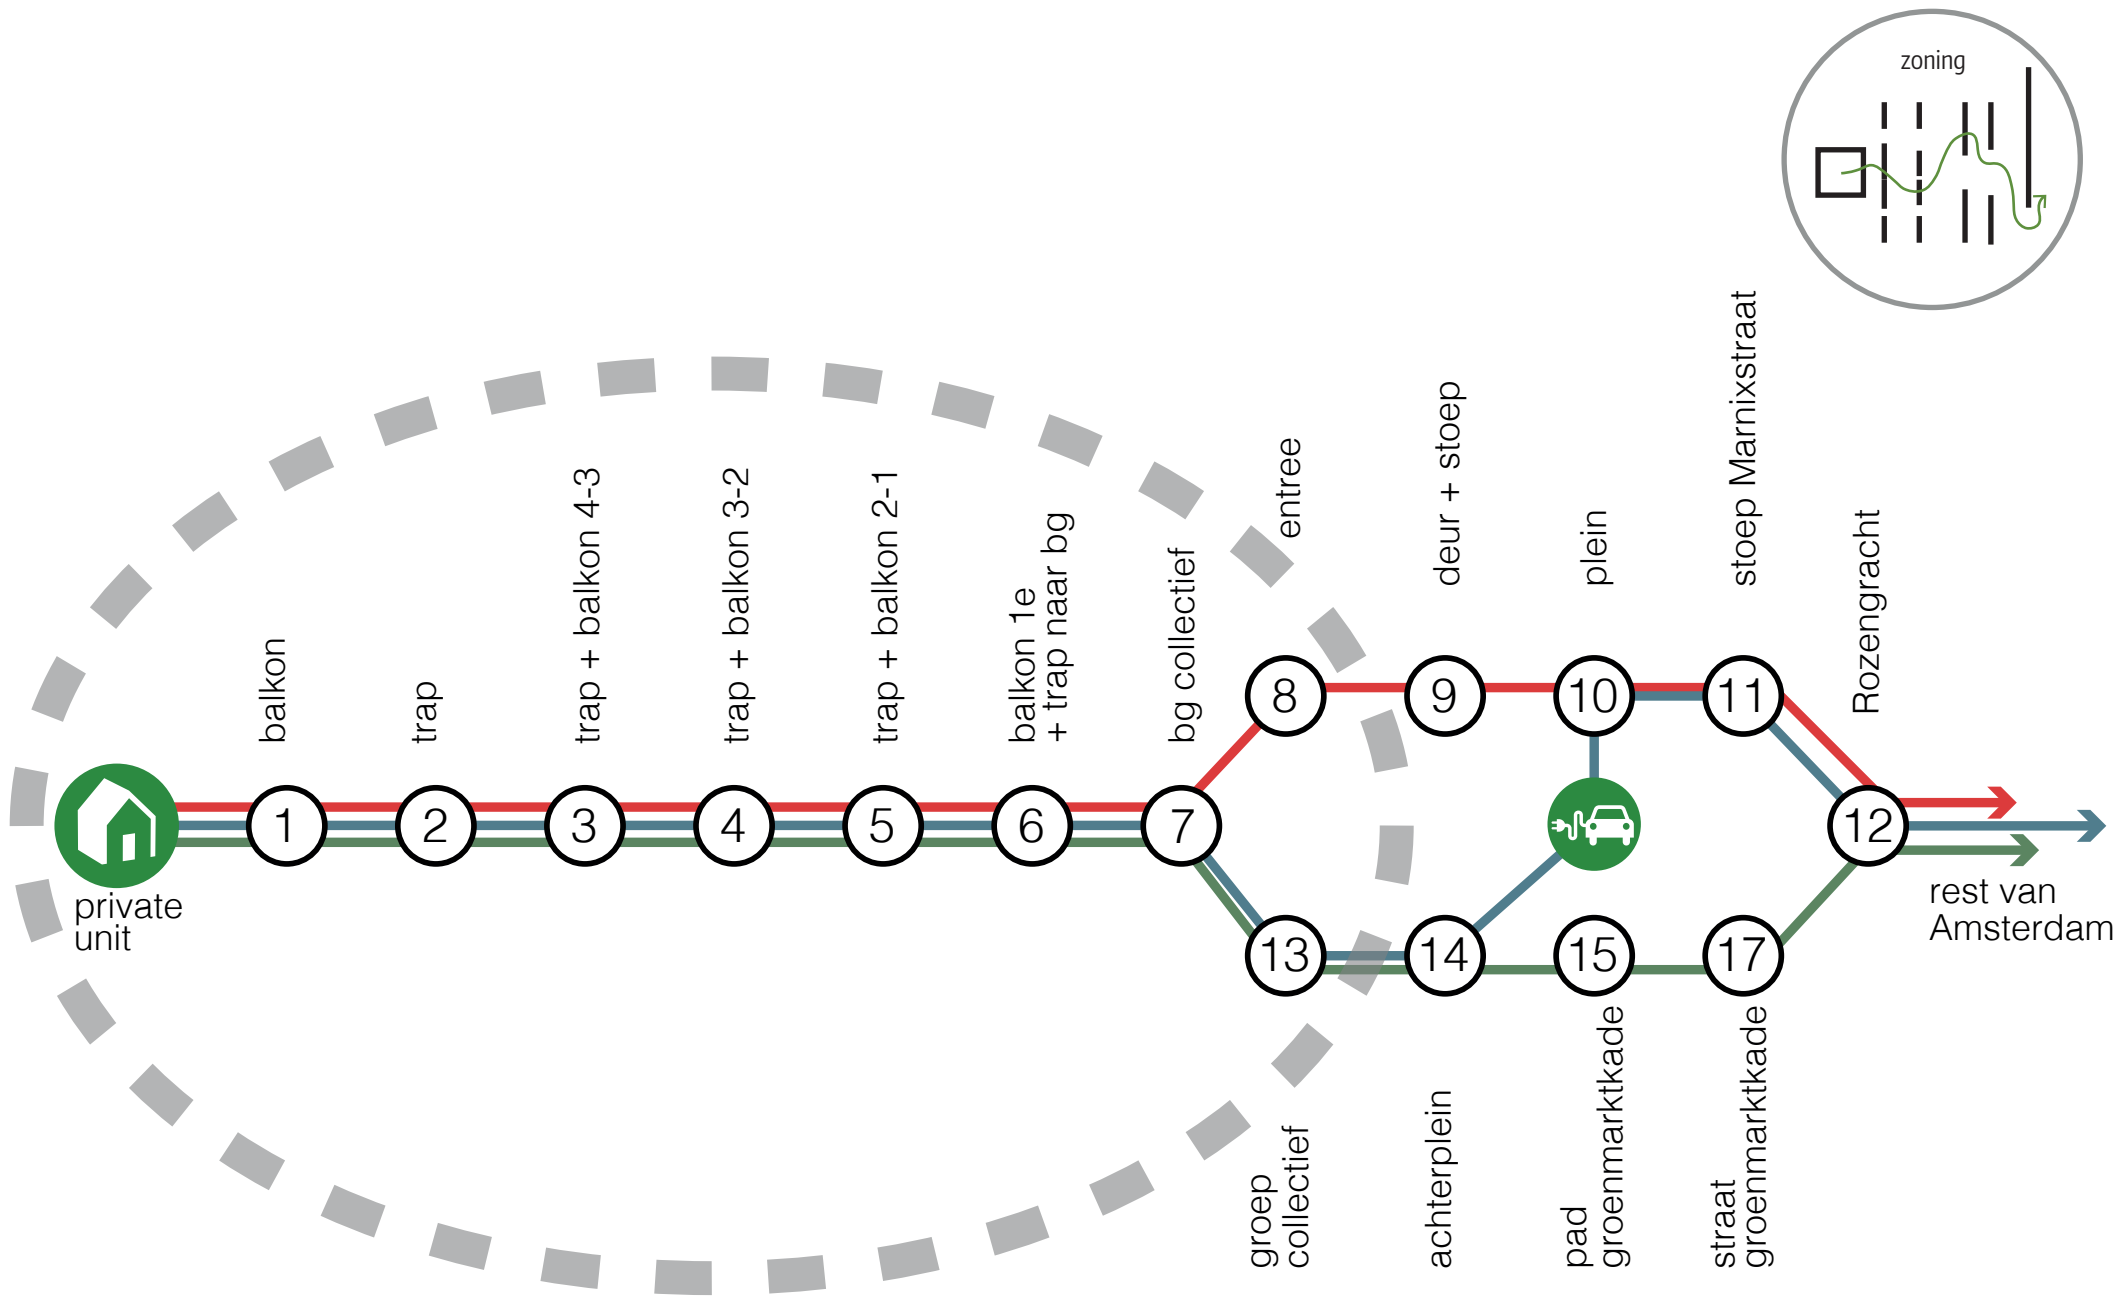 zoning
balkon
trap
trap + balkon 4-3
trap + balkon 3-2
trap + balkon 2-1
balkon 1e
+ trap naar bg
bg collectief
entree
deur + stoep
plein
stoep Marnixstraat
Rozengracht
8
9
10
11
1
2
3
4
5
6
7
12
private
unit
rest van
Amsterdam
13
14
15
17
groep
collectief
achterplein
pad
groenmarktkade
straat
groenmarktkade